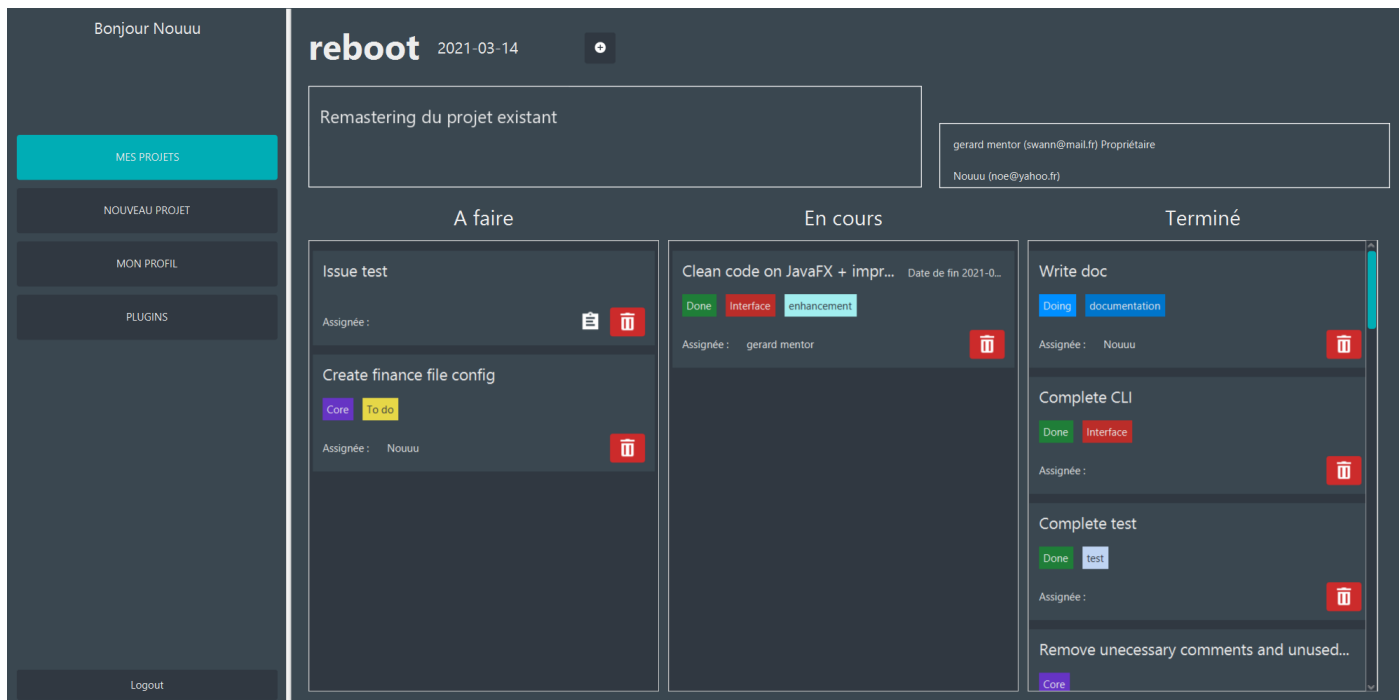 Bonjour Nouuu
MES PROJETS
NOUVEAU PROJET
MON PROFIL
PLUGINS
Logout
reboot 2021-03-14
Remastering du projet existant
gerard mentor (swann@mail.fr) Propriétaire
Nouuu (noe@yahoo.fr)
A faire
Issue test
Assignée :
Create finance file config
Core To do
Assignée : Nouuu
En cours
Clean code on JavaFX + impr... Date de fin 2021-0...
Done Interface enhancement
Assignée : gerard mentor
Terminé
Write doc
Doing documentation
Assignée : Nouuu
Complete CLI
Done Interface
Assignée :
Complete test
Done test
Assignée :
Remove unecessary comments and unused...
Core